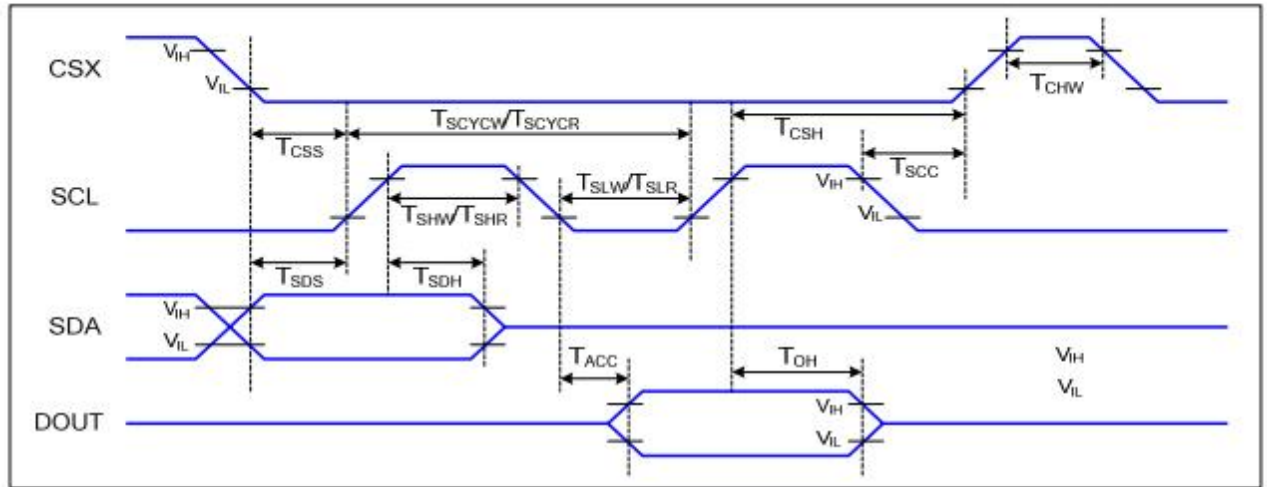 CSX
VIH
VIL
TCHW
TSCYCW/TSCYCR
TCSS
TCSH
TSCC
SCL
TSLW/TSLR
VIH
TSHW/TSHR
VIL
TSDS
TSDH
SDA
VIH
VIL
TACC
TOH
VIH
VIL
DOUT
VIH
VIL